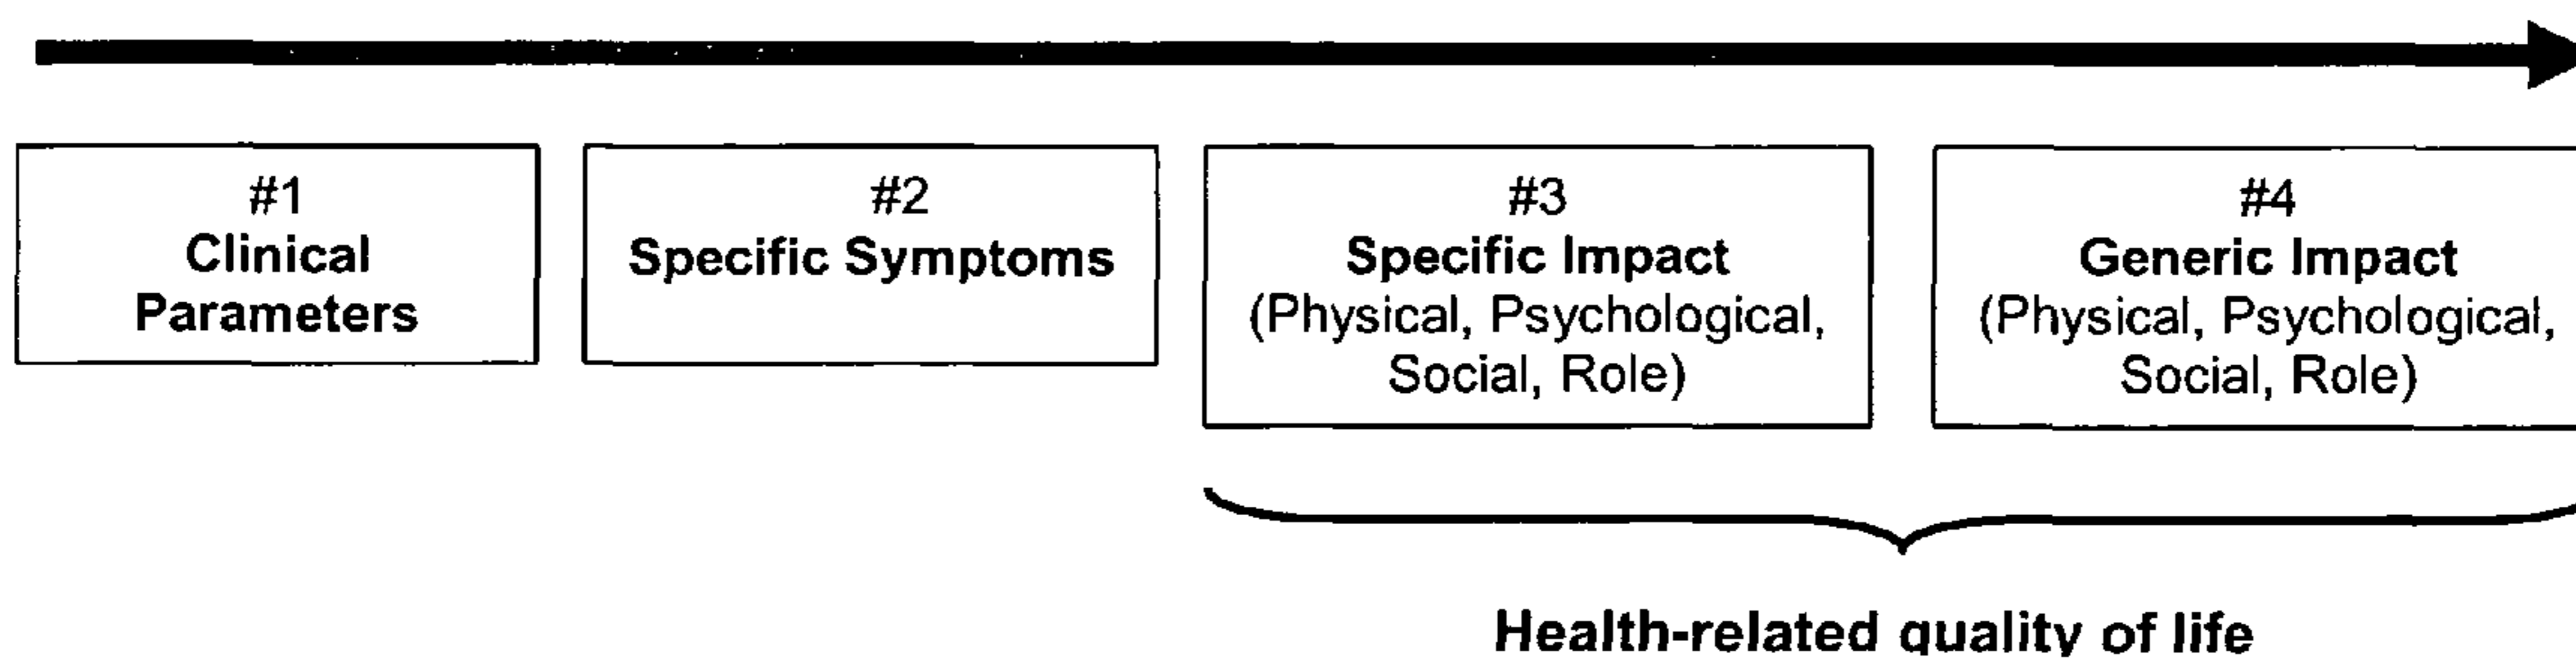 #1
Clinical
Parameters
#2
Specific Symptoms
#3
Specific Impact
(Physical, Psychological,
Social, Role)
#4
Generic Impact
(Physical, Psychological,
Social, Role)
Health-related quality of life